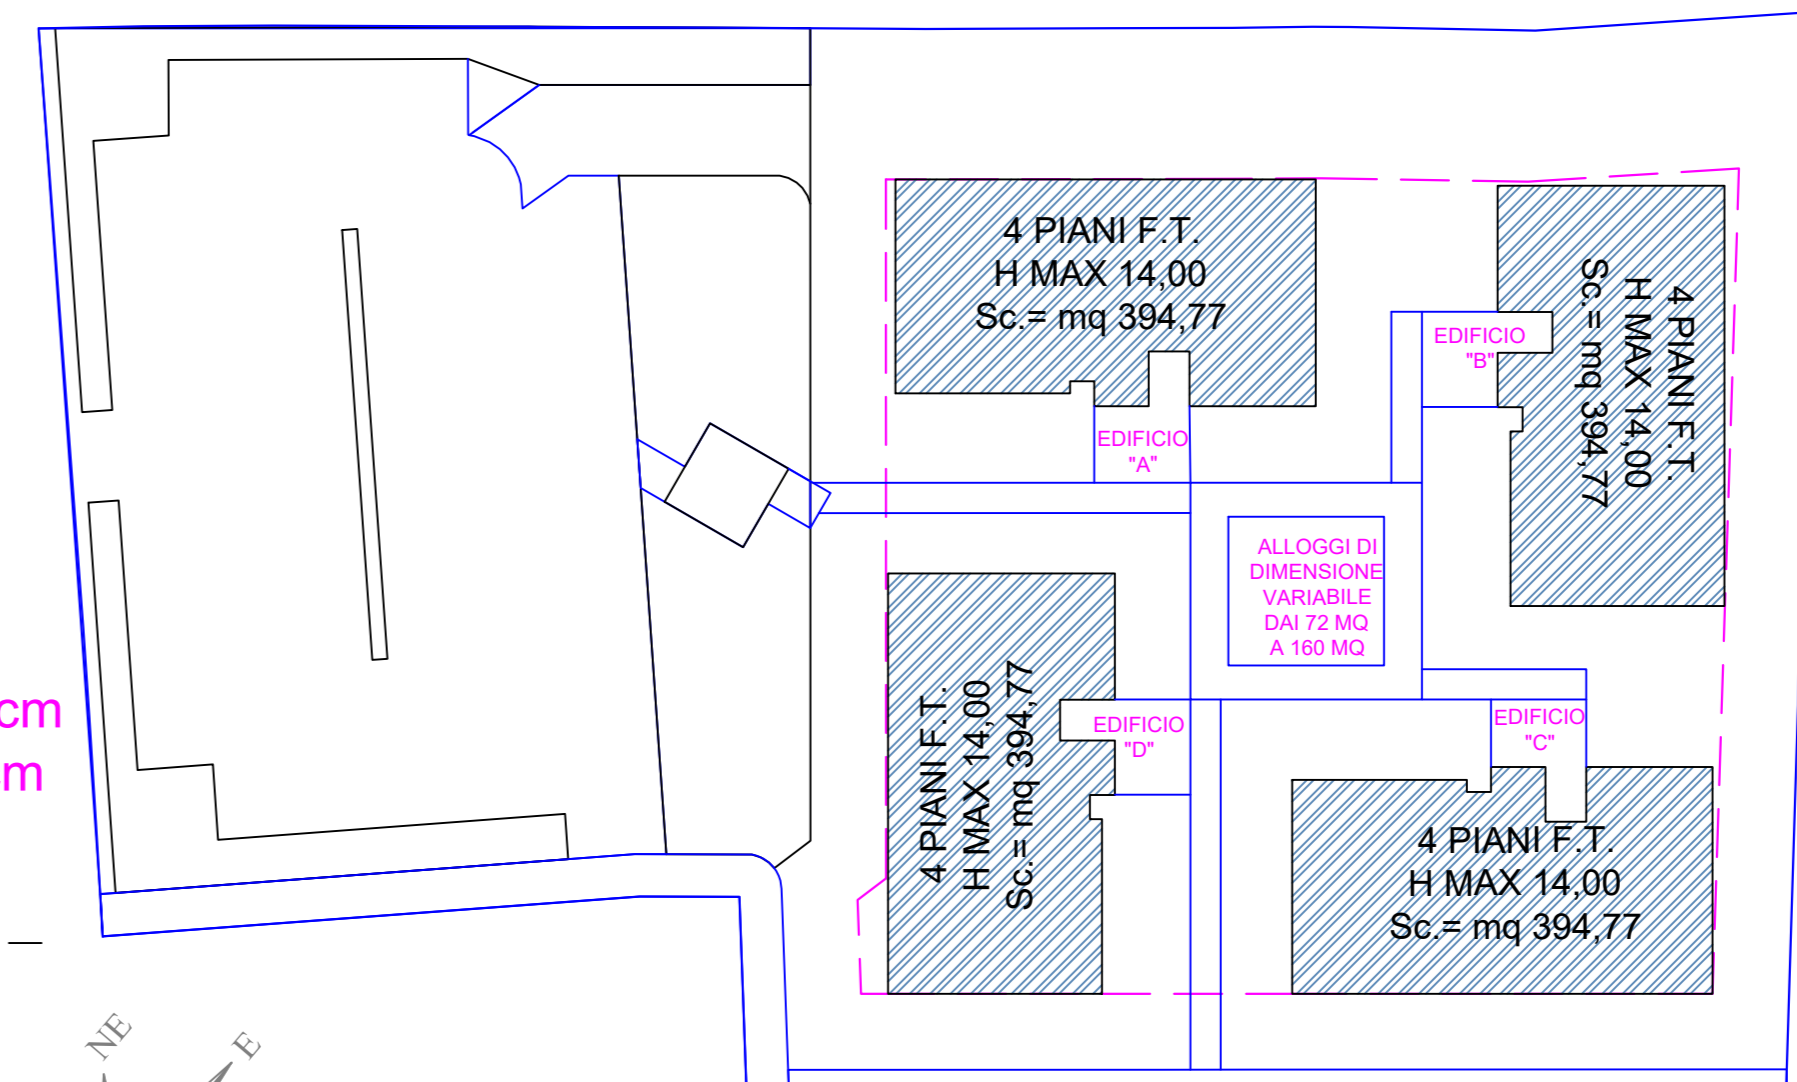 4 PIANI F.T.
H MAX 14,00
Sc.= mq 394,77
EDIFICIO
"A"
EDIFICIO
"B"
4 PIANI F.T.
H MAX 14,00
Sc.= mq 394,77
ALLOGGI DI
DIMENSIONE
VARIABILE
DAI 72 MQ
A 160 MQ
cm
m
4 PIANI F.T.
H MAX 14,00
Sc.= mq 394,77
EDIFICIO
"D"
EDIFICIO
"C"
4 PIANI F.T.
H MAX 14,00
Sc.= mq 394,77
NE
E